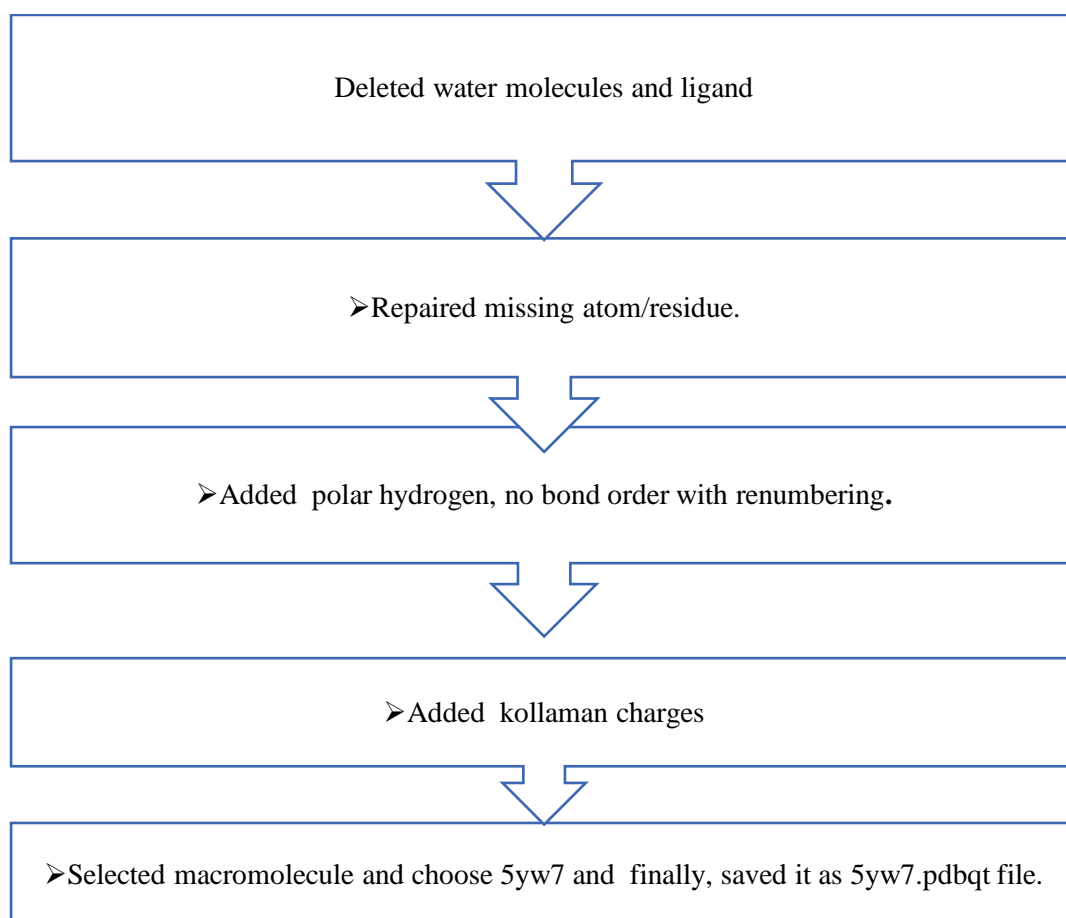 Deleted water molecules and ligand
➢Repaired missing atom/residue.
➢Added polar hydrogen, no bond order with renumbering.
➢Added kollaman charges
➢Selected macromolecule and choose 5yw7 and finally, saved it as 5yw7.pdbqt file.